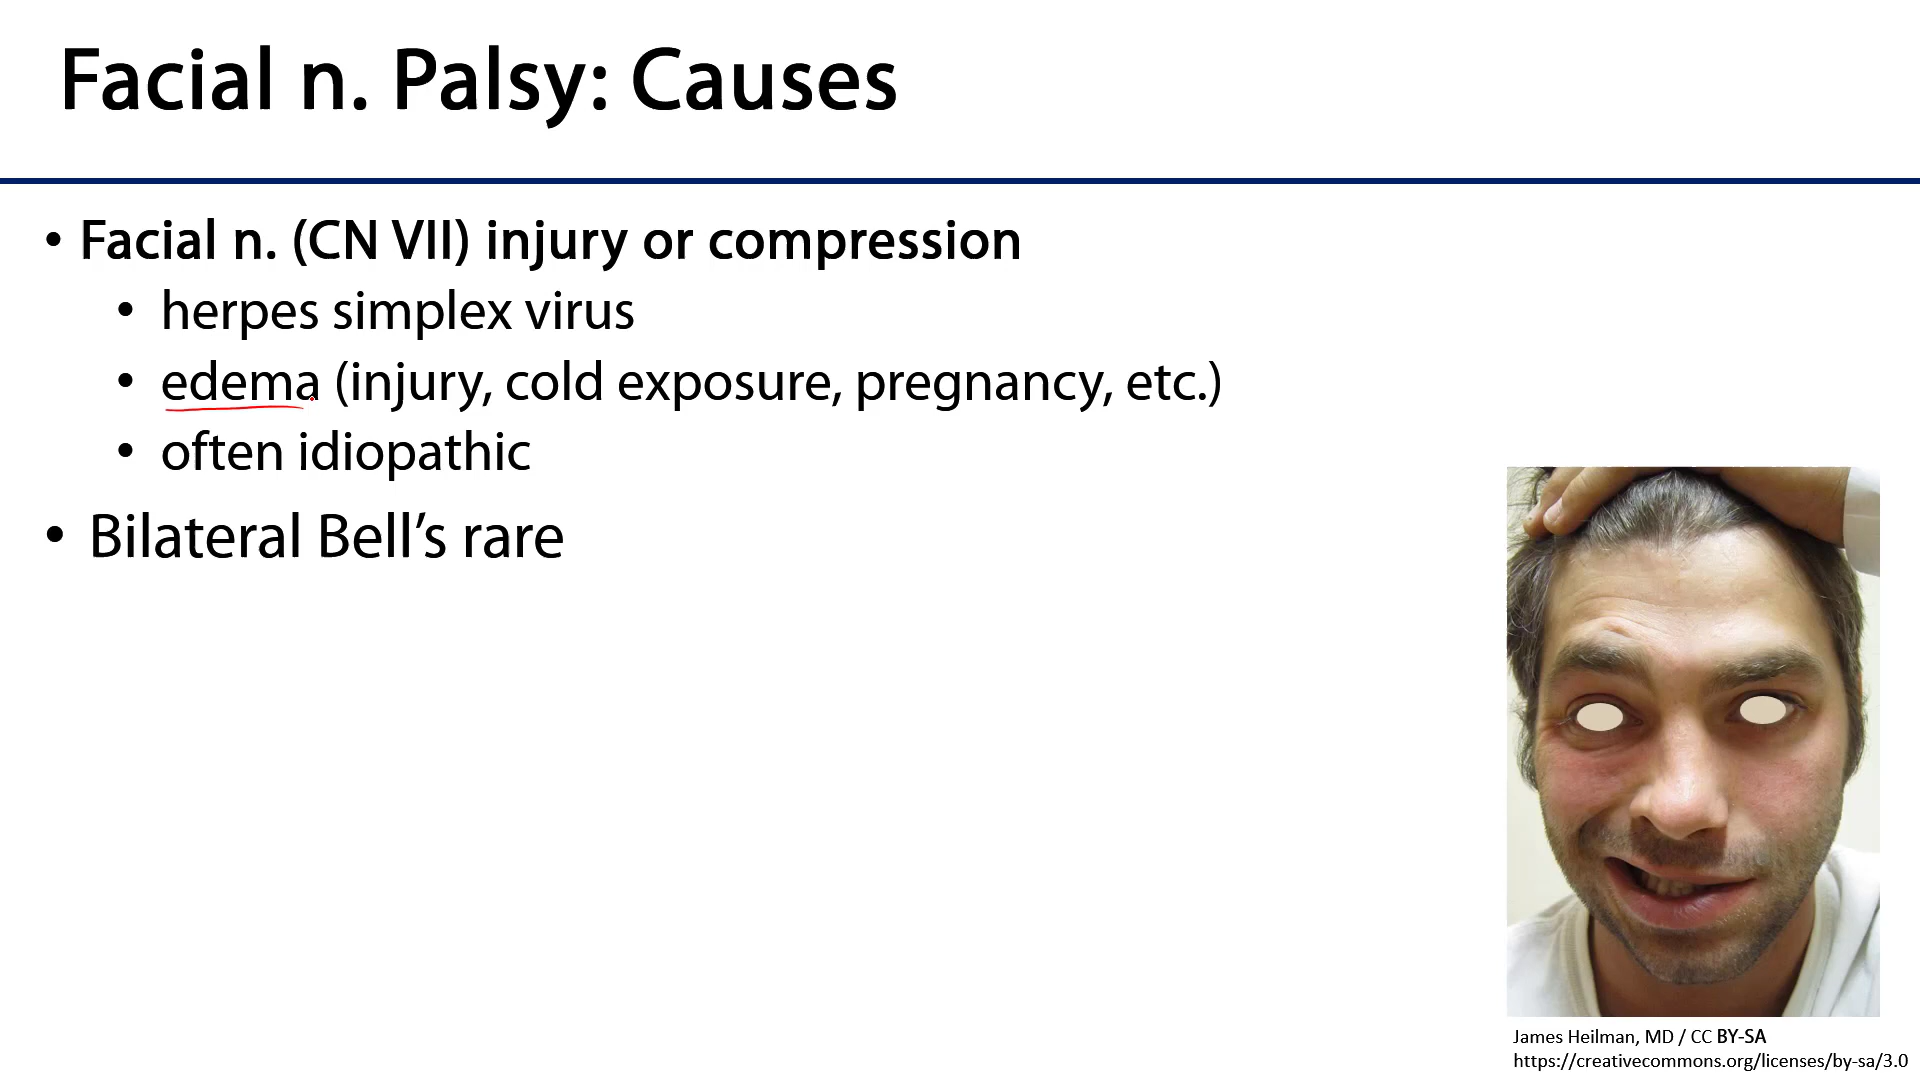 Facial n. Palsy: Causes
• Facial n. (CN VII) injury or compression
• herpes simplex virus
• edema (injury, cold exposure, pregnancy, etc.)
• often idiopathic
• Bilateral Bell’s rare
James Heilman, MD / CC BY-SA
https://creativecommons.org/licenses/by-sa/3.0